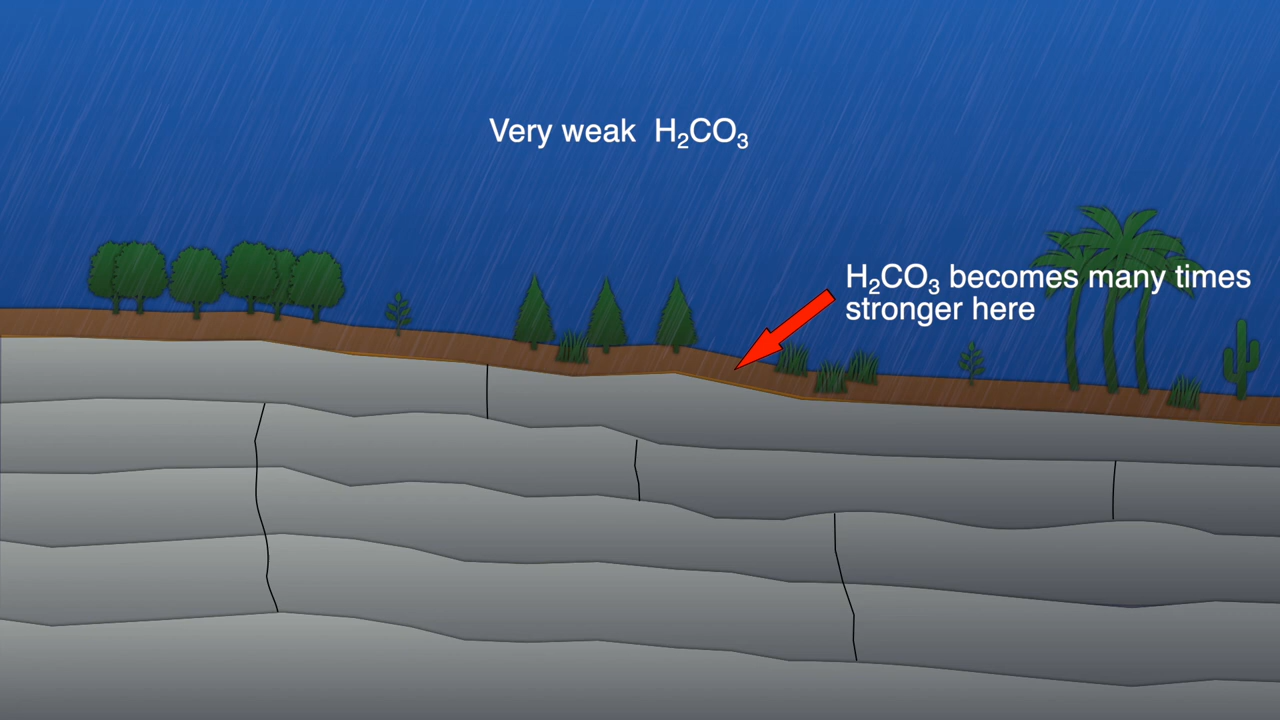 Very weak H₂CO₃
H₂CO₃ becomes many times
stronger here